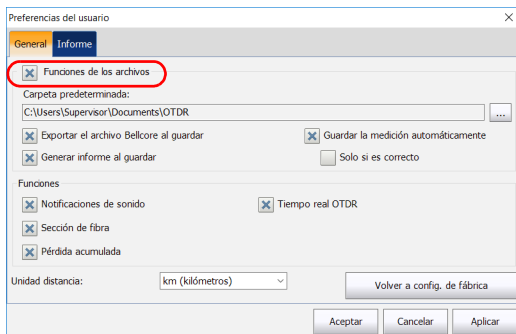 Preferencias del usuario
General Informe
Funciones de los archivos
Carpeta predeterminada:
C:\Users\Supervisor\Documents\OTDR ...
Exportar el archivo Bellcore al guardar Guardar la medición automáticamente
Generar informe al guardar Solo si es correcto
Funciones
Notificaciones de sonido Tiempo real OTDR
Sección de fibra
Pérdida acumulada
Unidad distancia: km (kilómetros) Volver a config. de fábrica
Aceptar Cancelar Aplicar